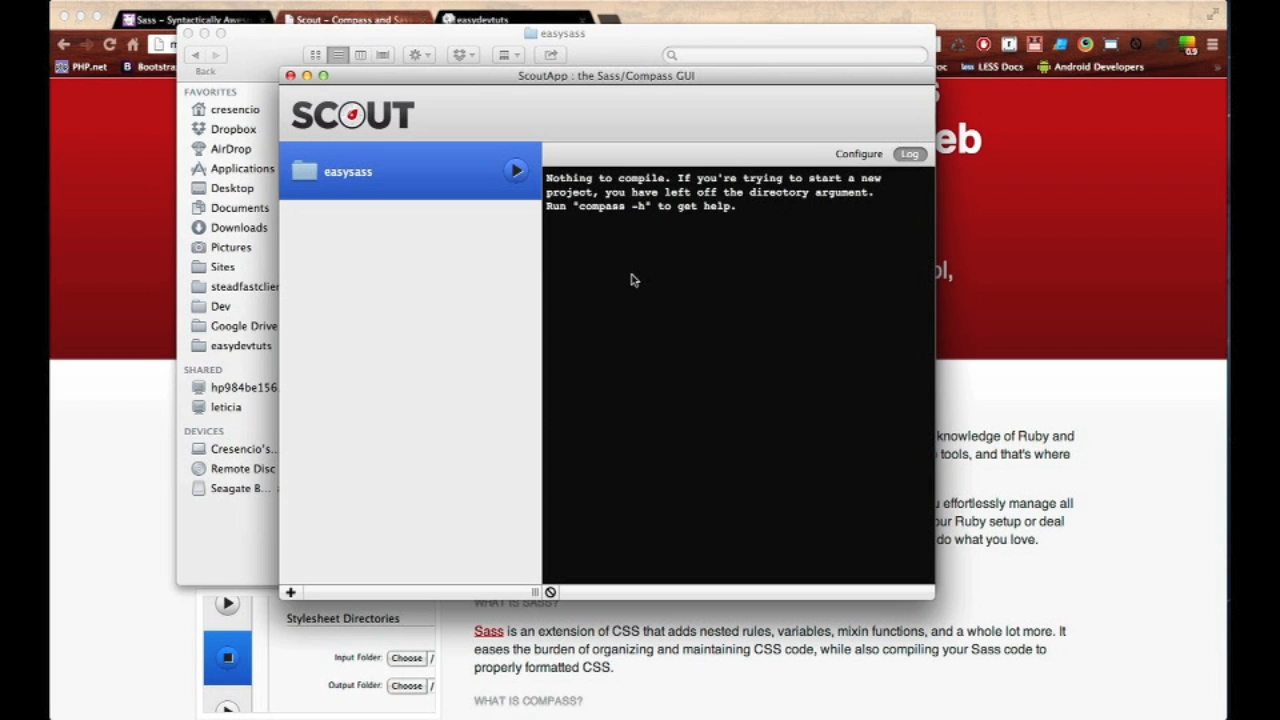 Sass – Syntactically Awes
Scout – Compass and Sass
easydevtuts
easysass
PHP.net
Bootstra
less LESS Docs
Android Developers
Back
ScoutApp : the Sass/Compass GUI
FAVORITES
cresencio
Dropbox
AirDrop
Applications
Desktop
Documents
Downloads
Pictures
Sites
steadfastclier
Dev
Google Drive
easydevtuts
SHARED
hp984be156
leticia
DEVICES
Cresencio's...
Remote Disc
Seagate B...
SCOUT
easysass
Configure
Log
Nothing to compile. If you're trying to start a new
project, you have left off the directory argument.
Run "compass -h" to get help.
eb
ol,
knowledge of Ruby and
tools, and that's where
effortlessly manage all
our Ruby setup or deal
do what you love.
Stylesheet Directories
Input Folder:
Choose
/
Output Folder:
Choose
/
WHAT IS SASS?
Sass is an extension of CSS that adds nested rules, variables, mixin functions, and a whole lot more. It
eases the burden of organizing and maintaining CSS code, while also compiling your Sass code to
properly formatted CSS.
WHAT IS COMPASS?